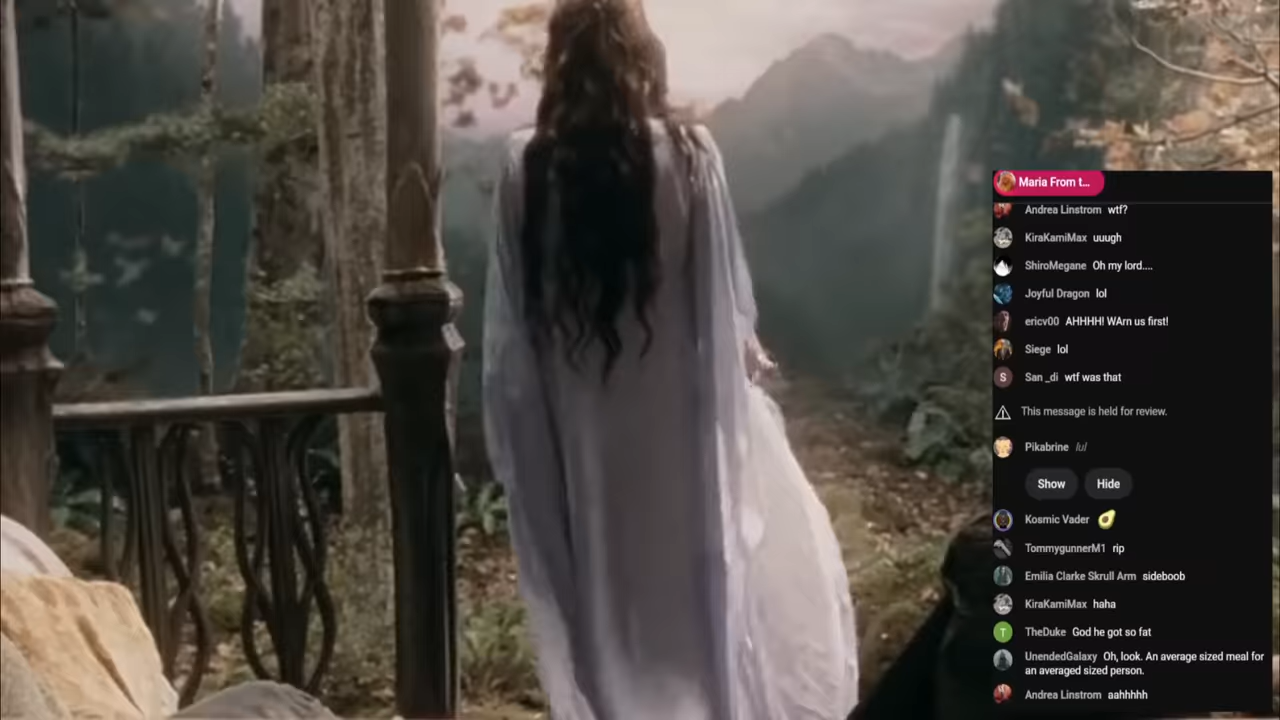 Maria From t...
Andrea Linstrom wtf?
KiraKamiMax uuugh
ShiroMegane Oh my lord....
Joyful Dragon lol
ericv00 AHHHH! WArn us first!
Siege lol
S San _di wtf was that
This message is held for review.
Pikabrine lul
Show Hide
Kosmic Vader 🥑
TommygunnerM1 rip
Emilia Clarke Skrull Arm sideboob
KiraKamiMax haha
T TheDuke God he got so fat
UnendedGalaxy Oh, look. An average sized meal for
an averaged sized person.
Andrea Linstrom aahhhhh